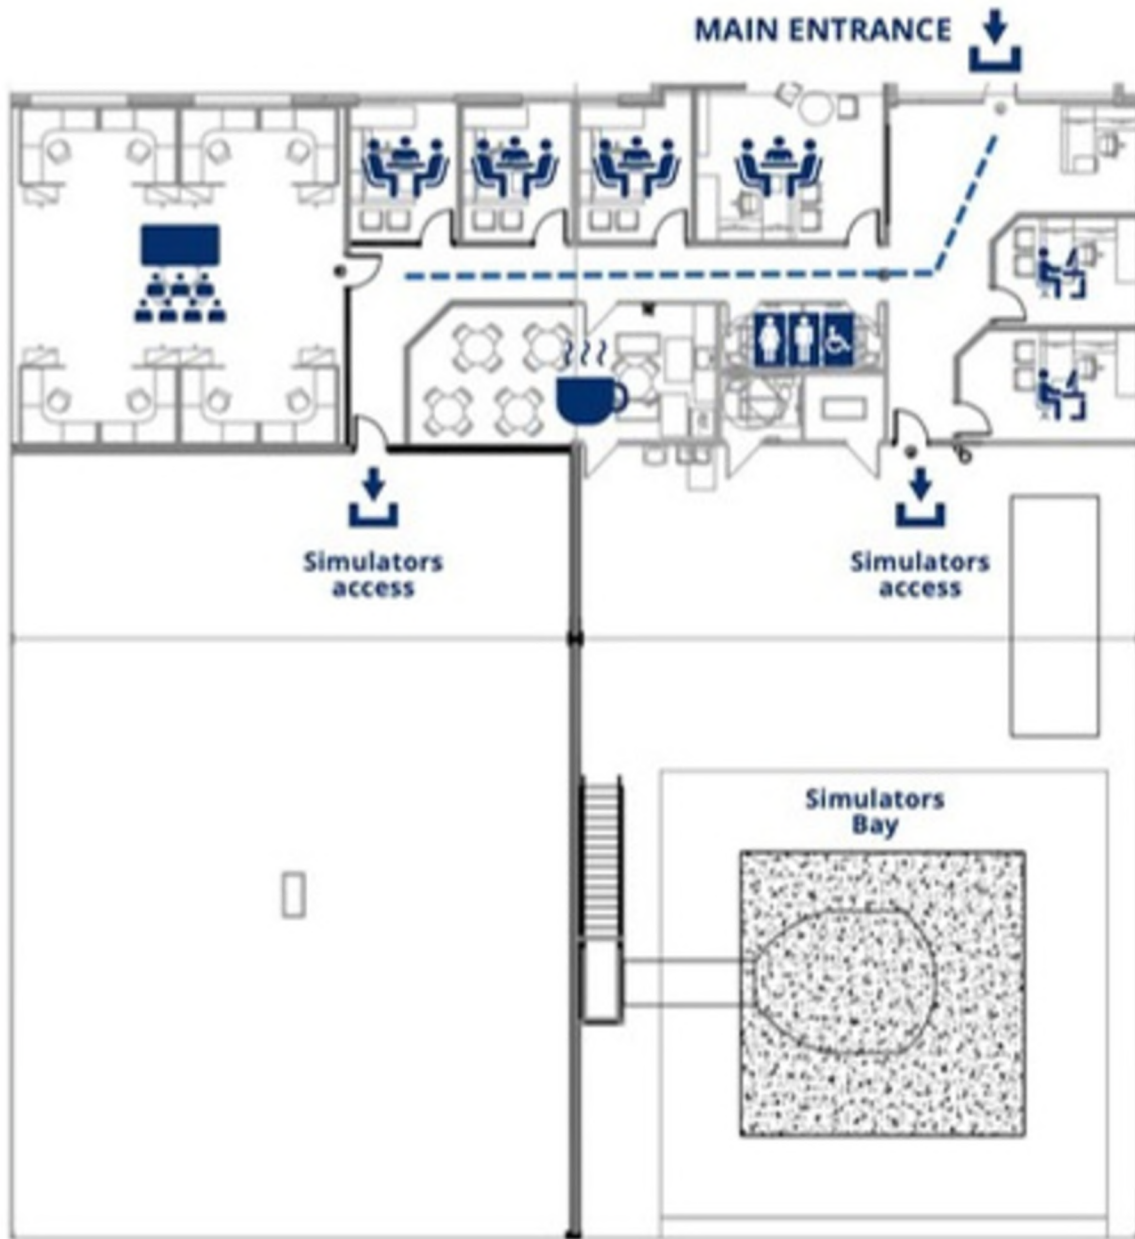 MAIN ENTRANCE
Simulators
access
Simulators
access
Simulators
Bay